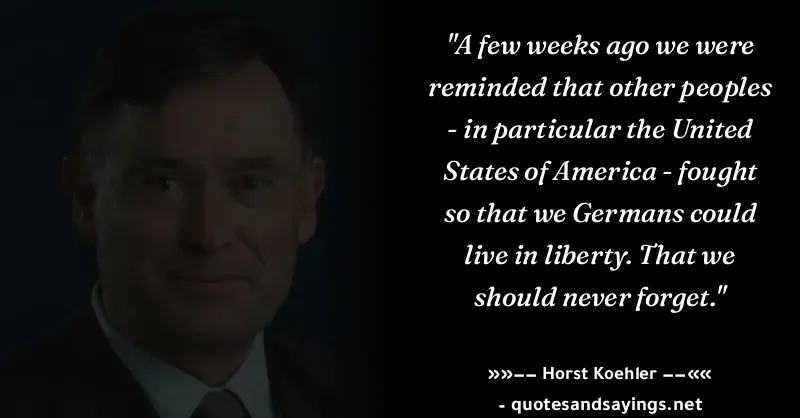 "A few weeks ago we were
reminded that other peoples
- in particular the United
States of America - fought
so that we Germans could
live in liberty. That we
should never forget."
»»—— Horst Koehler ——««
- quotesandsayings.net